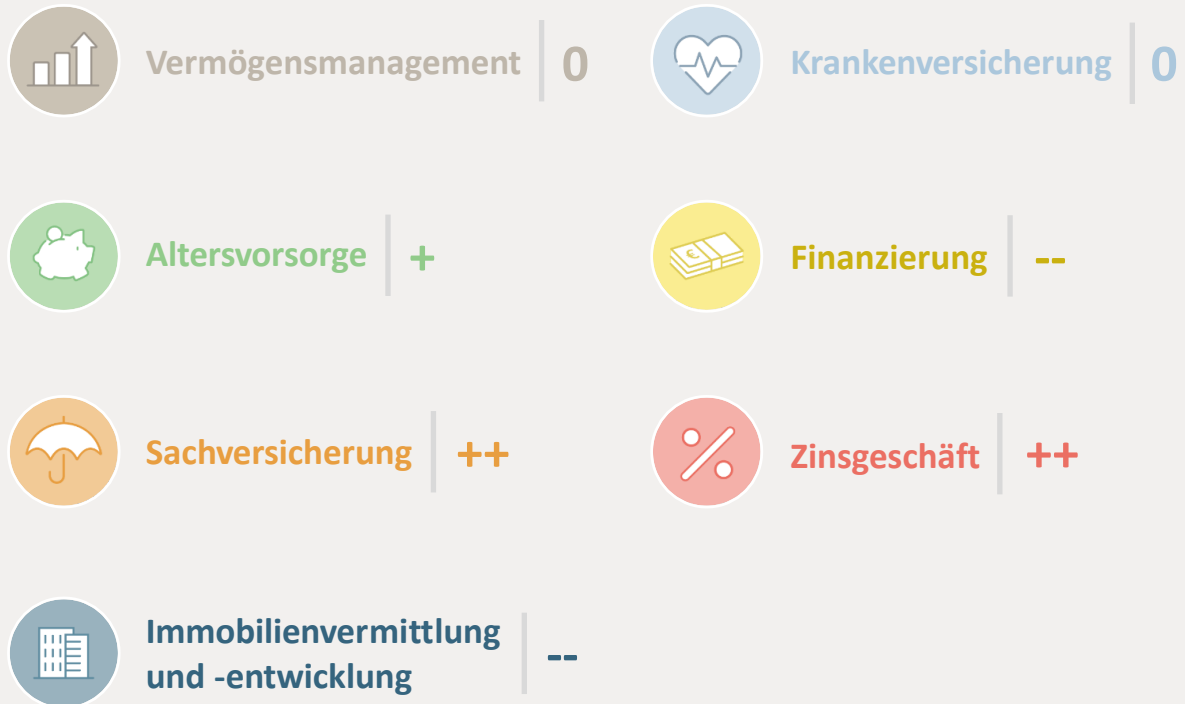 Vermögensmanagement 0
Krankenversicherung 0
Altersvorsorge +
€
Finanzierung --
Sachversicherung ++
%
Zinsgeschäft ++
Immobilienvermittlung
und -entwicklung --